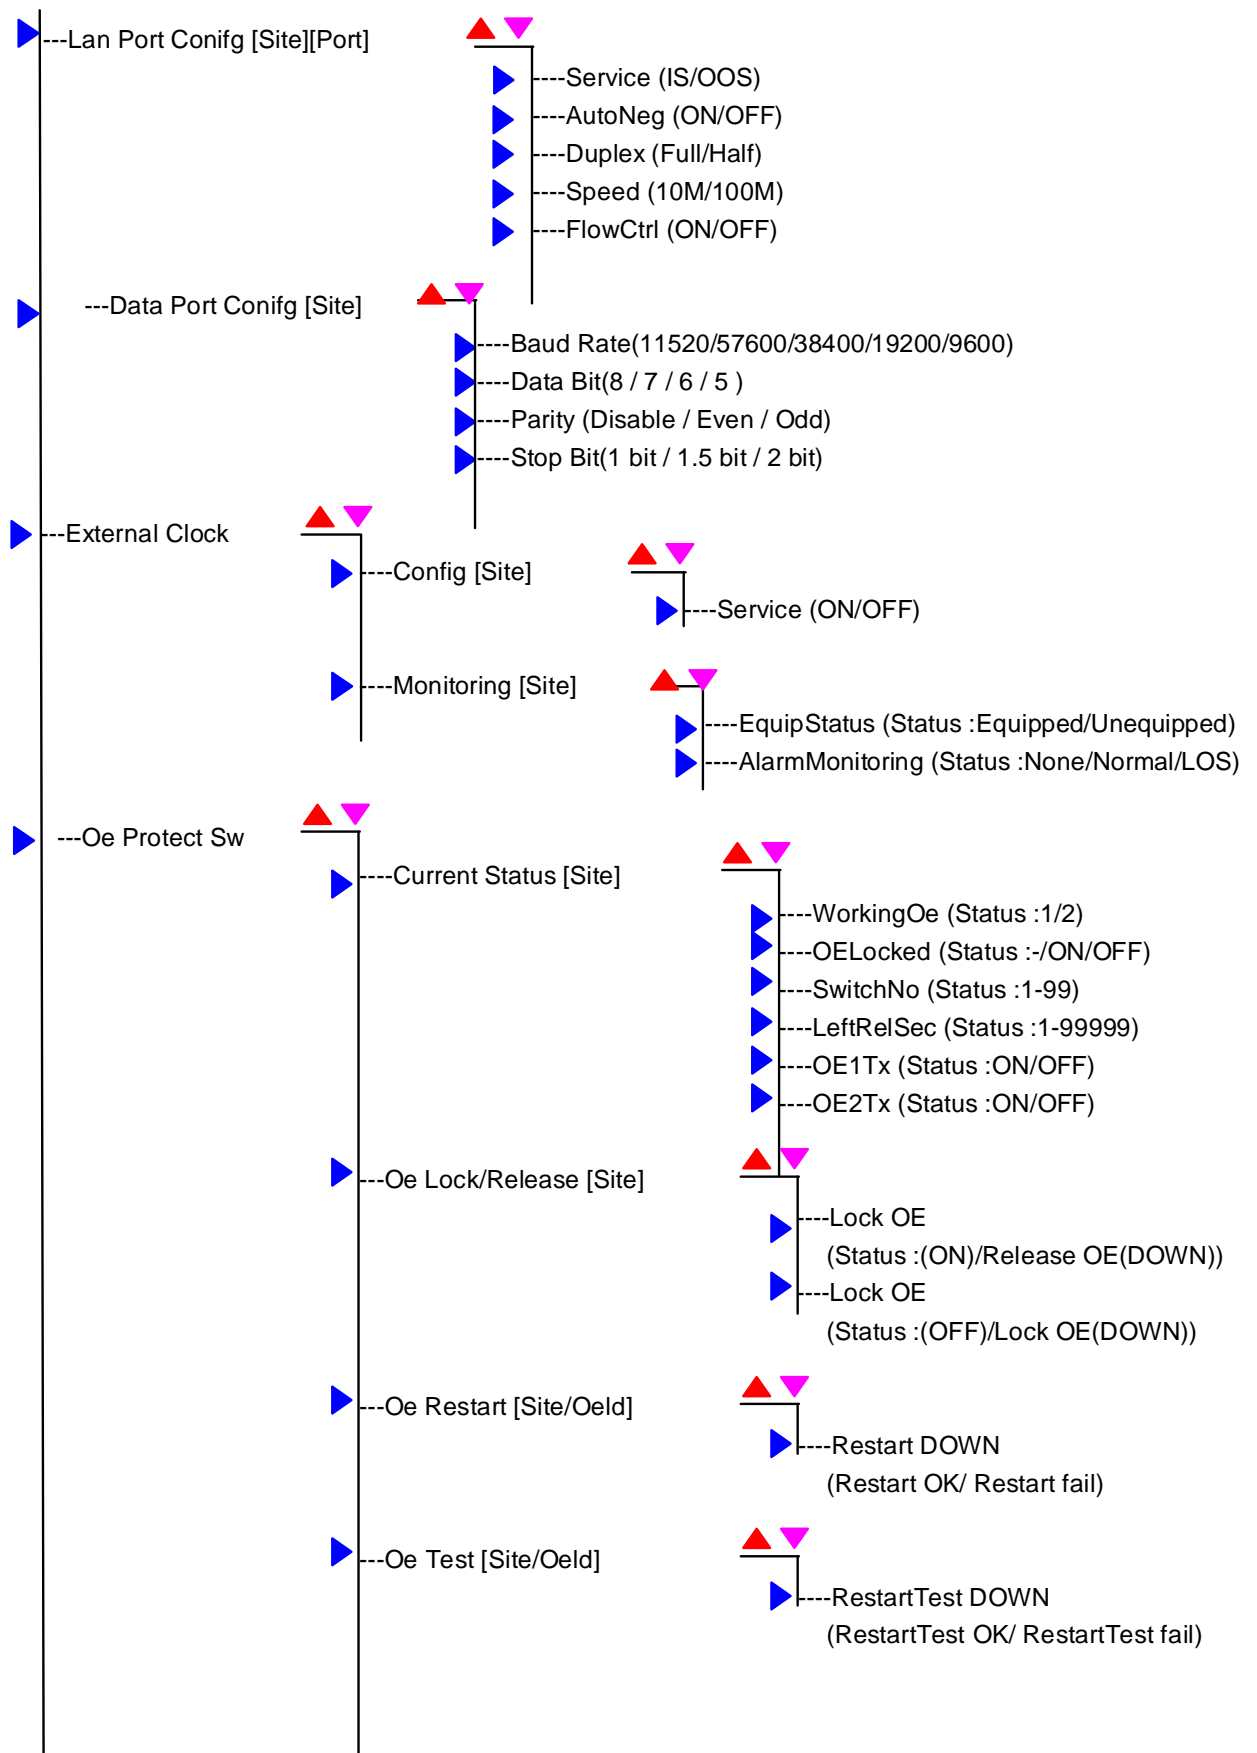 ---Lan Port Conifg [Site][Port]
----Service (IS/OOS)
----AutoNeg (ON/OFF)
----Duplex (Full/Half)
----Speed (10M/100M)
----FlowCtrl (ON/OFF)
---Data Port Conifg [Site]
----Baud Rate(11520/57600/38400/19200/9600)
----Data Bit(8 / 7 / 6 / 5 )
----Parity (Disable / Even / Odd)
----Stop Bit(1 bit / 1.5 bit / 2 bit)
---External Clock
----Config [Site]
----Service (ON/OFF)
----Monitoring [Site]
----EquipStatus (Status :Equipped/Unequipped)
----AlarmMonitoring (Status :None/Normal/LOS)
---Oe Protect Sw
----Current Status [Site]
----WorkingOe (Status :1/2)
----OELocked (Status :-/ON/OFF)
----SwitchNo (Status :1-99)
----LeftRelSec (Status :1-99999)
----OE1Tx (Status :ON/OFF)
----OE2Tx (Status :ON/OFF)
---Oe Lock/Release [Site]
----Lock OE
(Status :(ON)/Release OE(DOWN))
----Lock OE
(Status :(OFF)/Lock OE(DOWN))
---Oe Restart [Site/OeId]
----Restart DOWN
(Restart OK/ Restart fail)
---Oe Test [Site/OeId]
----RestartTest DOWN
(RestartTest OK/ RestartTest fail)